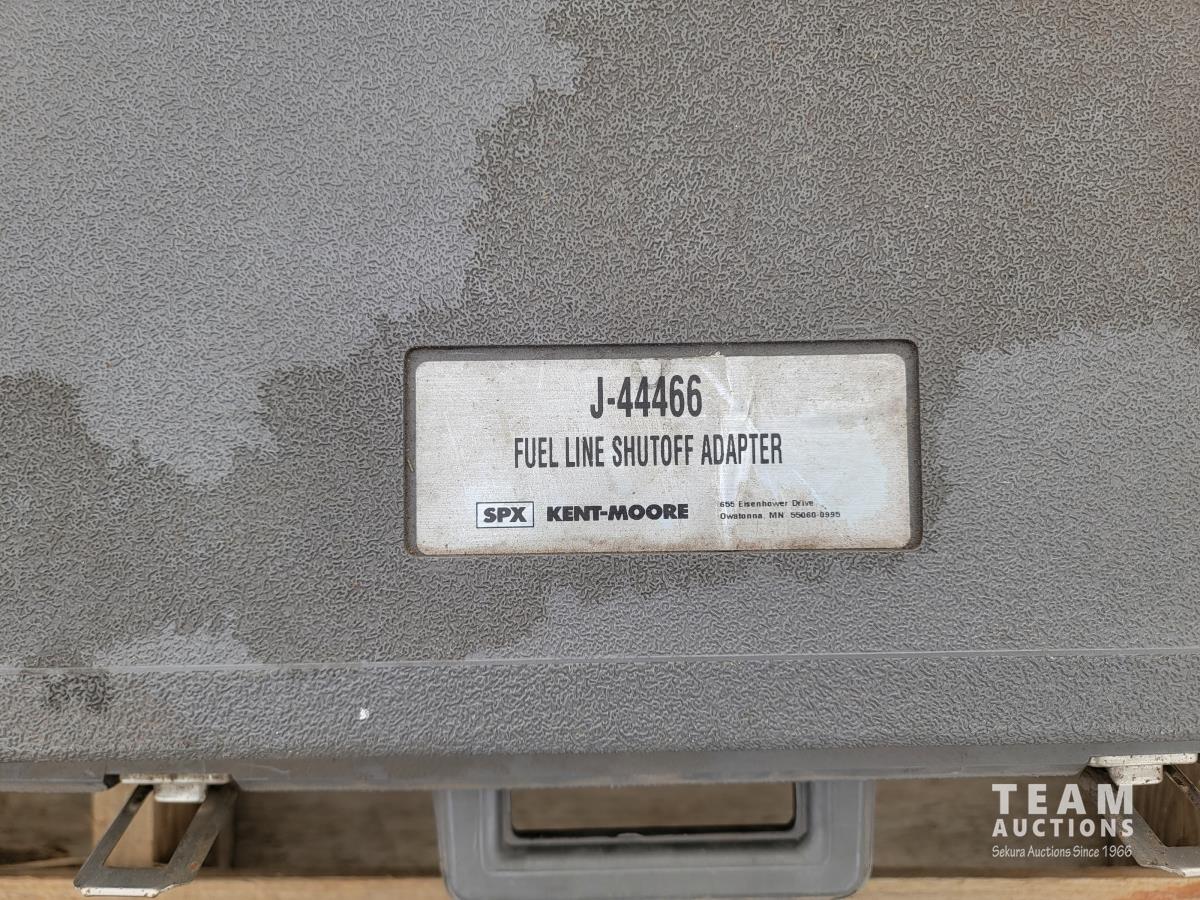 J-44466
FUEL LINE SHUTOFF ADAPTER
SPX KENT-MOORE
655 Eisenhower Drive
Owatonna, MN 55060-0995
TEAM
AUCTIONS
Sekura Auctions Since 1966